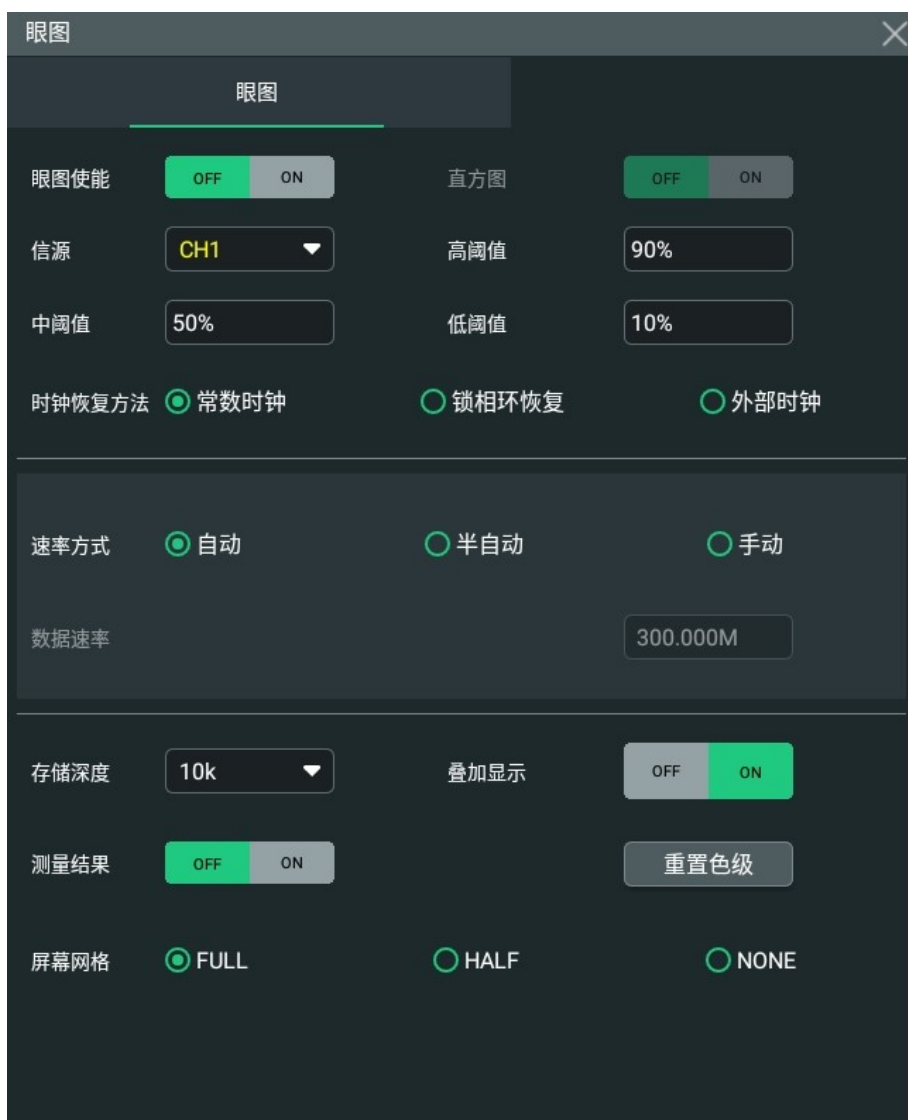 眼图
眼图
眼图使能 OFF ON 直方图 OFF ON
信源 CH1 高阈值 90%
中阈值 50% 低阈值 10%
时钟恢复方法 常数时钟 锁相环恢复 外部时钟
速率方式 自动 半自动 手动
数据速率 300.000M
存储深度 10k 叠加显示 OFF ON
测量结果 OFF ON 重置色级
屏幕网格 FULL HALF NONE